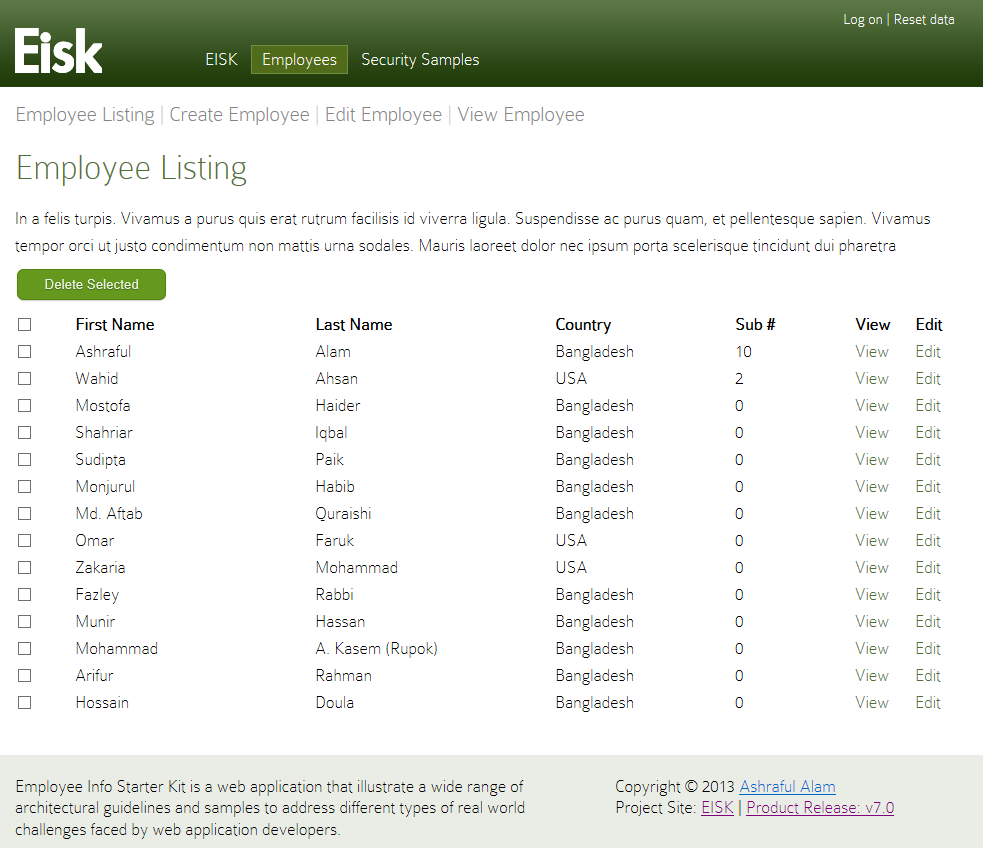 Log on | Reset data
Eisk
EISK Employees Security Samples
Employee Listing | Create Employee | Edit Employee | View Employee
Employee Listing
In a felis turpis. Vivamus a purus quis erat rutrum facilisis id viverra ligula. Suspendisse ac purus quam, et pellentesque sapien. Vivamus
tempor orci ut justo condimentum non mattis urna sodales. Mauris laoreet dolor nec ipsum porta scelerisque tincidunt dui pharetra
Delete Selected
First Name Last Name Country Sub # View Edit
Ashraful Alam Bangladesh 10 View Edit
Wahid Ahsan USA 2 View Edit
Mostofa Haider Bangladesh 0 View Edit
Shahriar Iqbal Bangladesh 0 View Edit
Sudipta Paik Bangladesh 0 View Edit
Monjurul Habib Bangladesh 0 View Edit
Md. Aftab Quraishi Bangladesh 0 View Edit
Omar Faruk USA 0 View Edit
Zakaria Mohammad USA 0 View Edit
Fazley Rabbi Bangladesh 0 View Edit
Munir Hassan Bangladesh 0 View Edit
Mohammad A. Kasem (Rupok) Bangladesh 0 View Edit
Arifur Rahman Bangladesh 0 View Edit
Hossain Doula Bangladesh 0 View Edit
Employee Info Starter Kit is a web application that illustrate a wide range of
architectural guidelines and samples to address different types of real world
challenges faced by web application developers.
Copyright © 2013 Ashraful Alam
Project Site: EISK | Product Release: v7.0